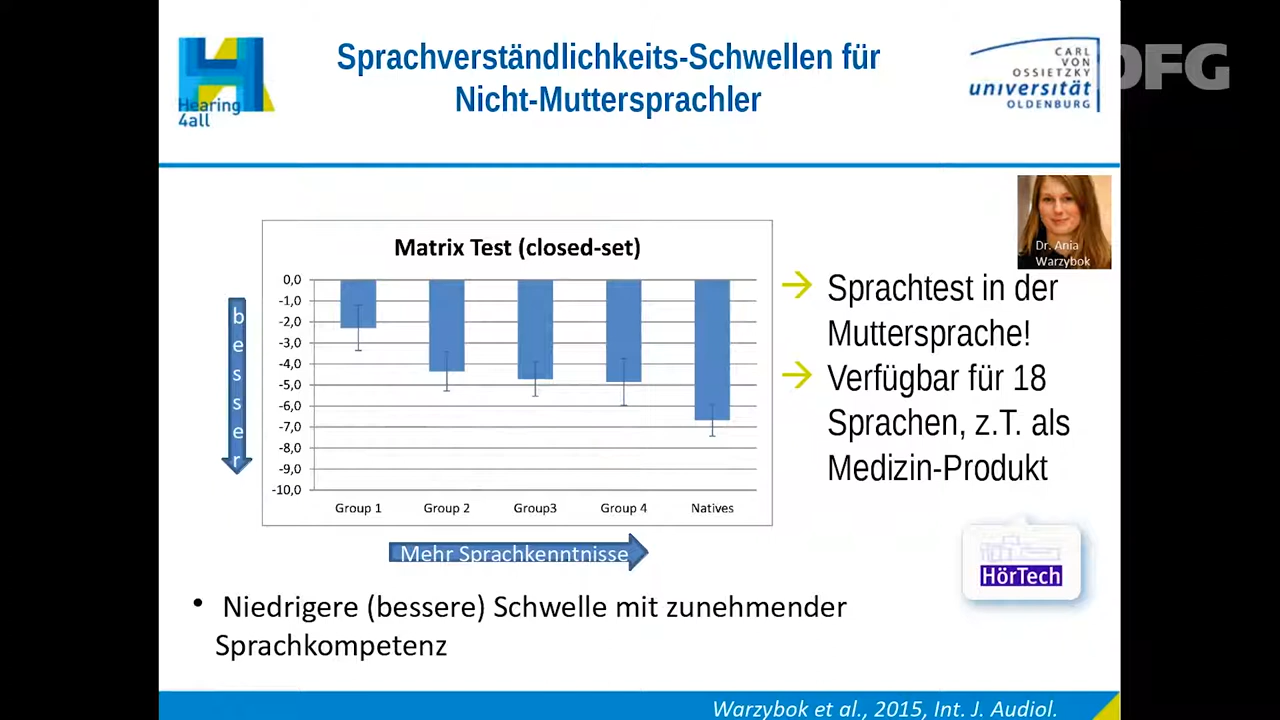 Sprachverständlichkeits-Schwellen für
Nicht-Muttersprachler
Hearing
4all
CARL
VON
OSSIETZKY
universität
OLDENBURG
DFG
Dr. Ania
Warzybok
Matrix Test (closed-set)
0,0
-1,0
-2,0
-3,0
-4,0
-5,0
-6,0
-7,0
-8,0
-9,0
-10,0
Group 1 Group 2 Group3 Group 4 Natives
besser
Mehr Sprachkenntnisse
→ Sprachtest in der
Muttersprache!
→ Verfügbar für 18
Sprachen, z.T. als
Medizin-Produkt
HörTech
• Niedrigere (bessere) Schwelle mit zunehmender
Sprachkompetenz
Warzybok et al., 2015, Int. J. Audiol.